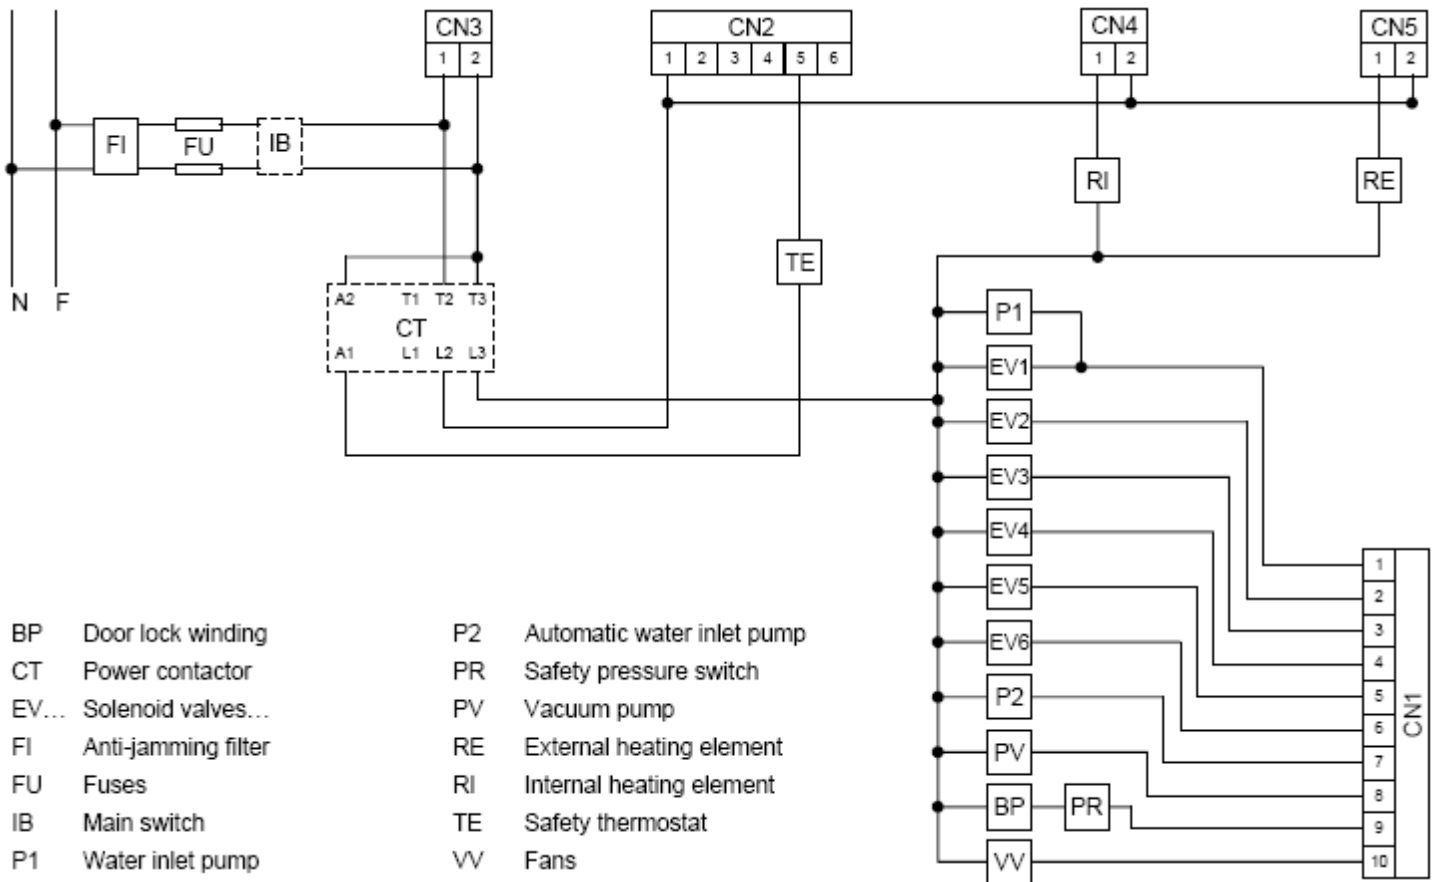 CN3
1 2
CN2
1 2 3 4 5 6
CN4
1 2
CN5
1 2
FI
FU
IB
RI
RE
TE
N F
A2 T1 T2 T3
CT
A1 L1 L2 L3
P1
EV1
EV2
EV3
EV4
EV5
EV6
P2
PV
BP PR
VV
1
2
3
4
5
6
7
8
9
10
CN1
BP Door lock winding
CT Power contactor
EV... Solenoid valves...
FI Anti-jamming filter
FU Fuses
IB Main switch
P1 Water inlet pump
P2 Automatic water inlet pump
PR Safety pressure switch
PV Vacuum pump
RE External heating element
RI Internal heating element
TE Safety thermostat
VV Fans